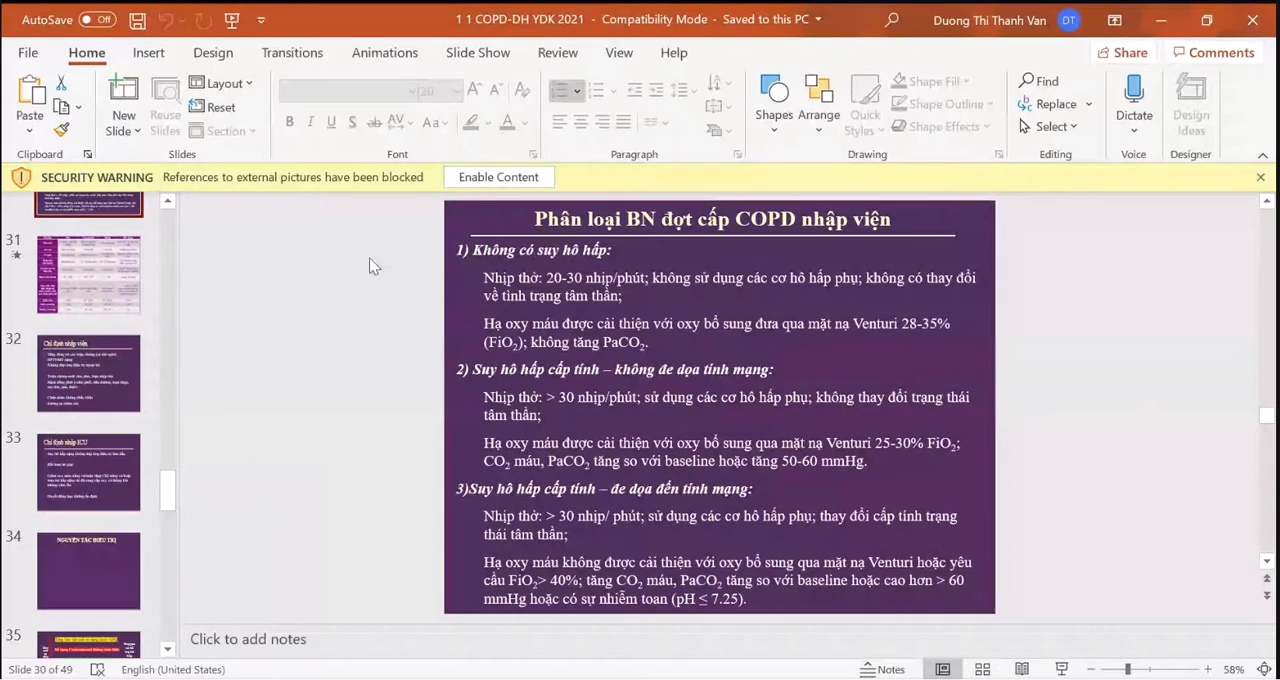 AutoSave Off
1 1 COPD-DH YDK 2021 - Compatibility Mode - Saved to this PC
Duong Thi Thanh Van DT
File Home Insert Design Transitions Animations Slide Show Review View Help
Share Comments
Paste
Clipboard
New Slide
Reuse Slides
Layout
Reset
Section
Slides
20
B I U S ab AV Aa A
Font
Paragraph
Shapes Arrange
Quick Styles
Shape Fill
Shape Outline
Shape Effects
Drawing
Find
Replace
Select
Editing
Dictate
Voice
Design Ideas
Designer
SECURITY WARNING References to external pictures have been blocked Enable Content
31
32
Chỉ định nhập viện
33
Chỉ định nhập ICU
34
NGUYÊN TẮC ĐIỀU TRỊ
35
Phân loại BN đợt cấp COPD nhập viện
1) Không có suy hô hấp:
Nhịp thở: 20-30 nhịp/phút; không sử dụng các cơ hô hấp phụ; không có thay đổi
về tình trạng tâm thần;
Hạ oxy máu được cải thiện với oxy bổ sung đưa qua mặt nạ Venturi 28-35%
(FiO2); không tăng PaCO2.
2) Suy hô hấp cấp tính – không đe dọa tính mạng:
Nhịp thở: > 30 nhịp/phút; sử dụng các cơ hô hấp phụ; không thay đổi trạng thái
tâm thần;
Hạ oxy máu được cải thiện với oxy bổ sung qua mặt nạ Venturi 25-30% FiO2;
CO2 máu, PaCO2 tăng so với baseline hoặc tăng 50-60 mmHg.
3)Suy hô hấp cấp tính – đe dọa đến tính mạng:
Nhịp thở: > 30 nhịp/ phút; sử dụng các cơ hô hấp phụ; thay đổi cấp tính trạng
thái tâm thần;
Hạ oxy máu không được cải thiện với oxy bổ sung qua mặt nạ Venturi hoặc yêu
cầu FiO2> 40%; tăng CO2 máu, PaCO2 tăng so với baseline hoặc cao hơn > 60
mmHg hoặc có sự nhiễm toan (pH ≤ 7.25).
Click to add notes
Slide 30 of 49 English (United States) Notes 58%